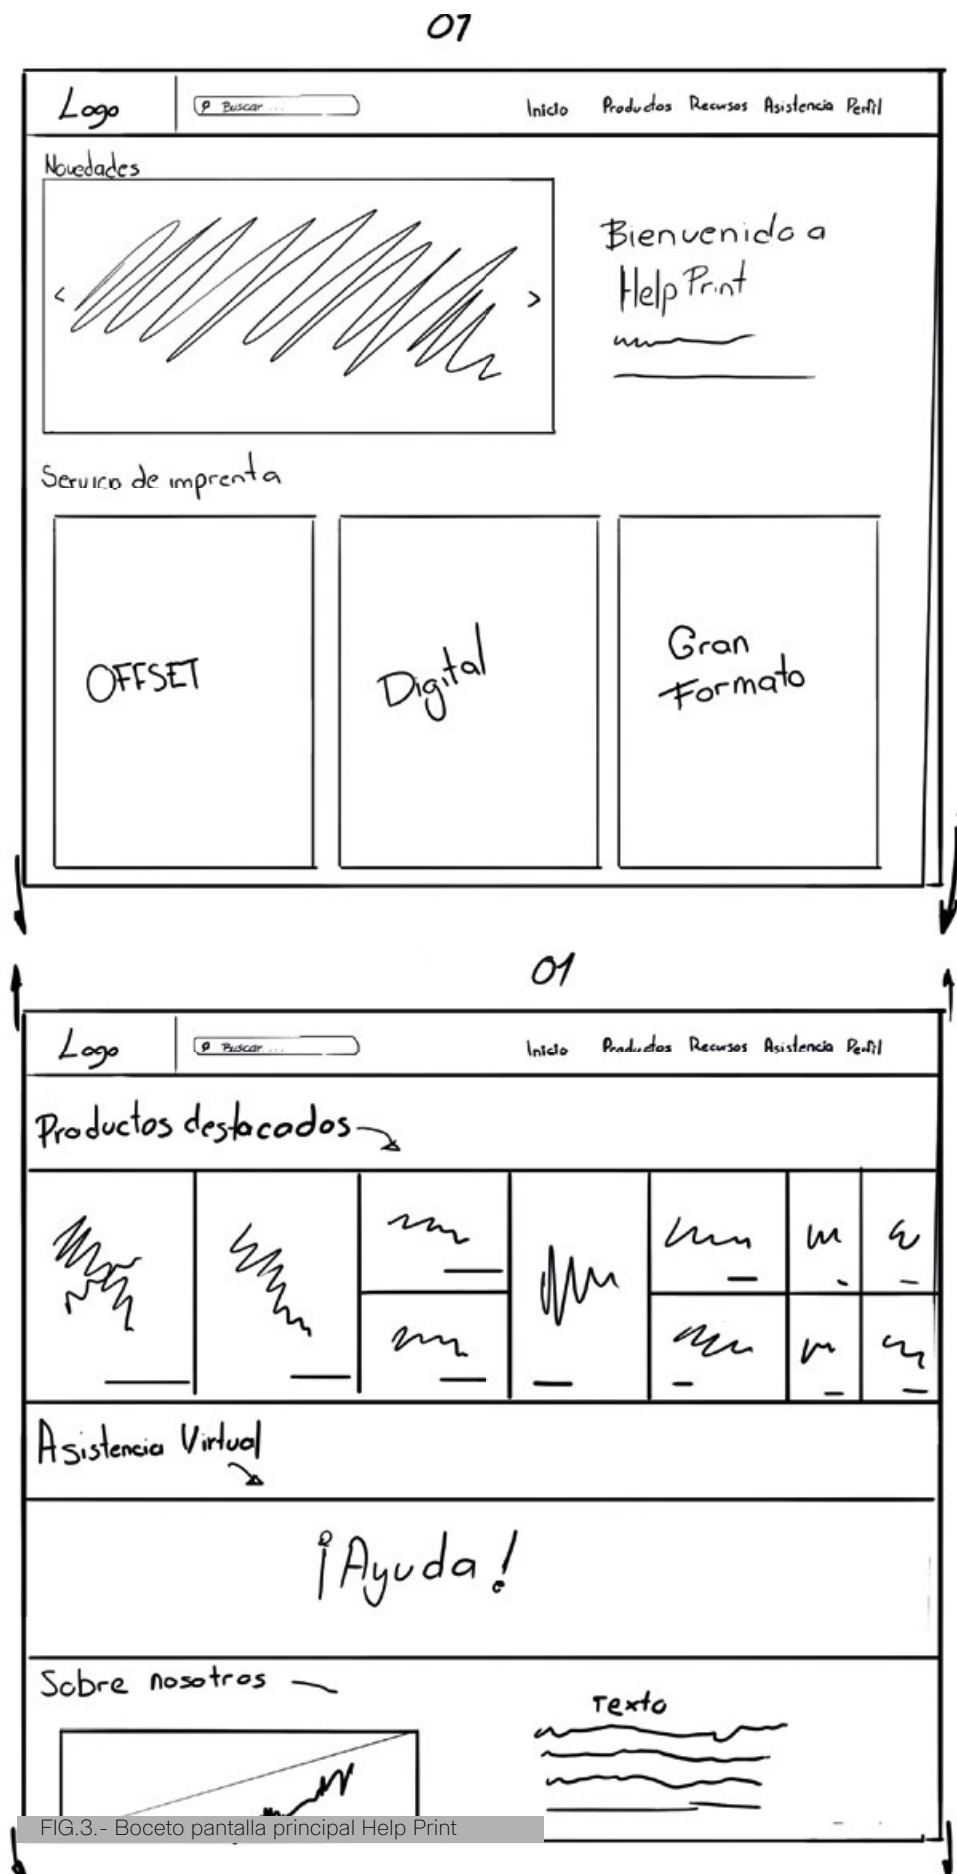 01
Logo
Buscar ...
Inicio Productos Recursos Asistencia Perfil
Novedades
< >
Bienvenido a
Help Print
Servicio de imprenta
OFFSET
Digital
Gran
Formato
01
Logo
Buscar ...
Inicio Productos Recursos Asistencia Perfil
Productos destacados
Asistencia Virtual
¡Ayuda!
Sobre nosotros
Texto
FIG.3.- Boceto pantalla principal Help Print